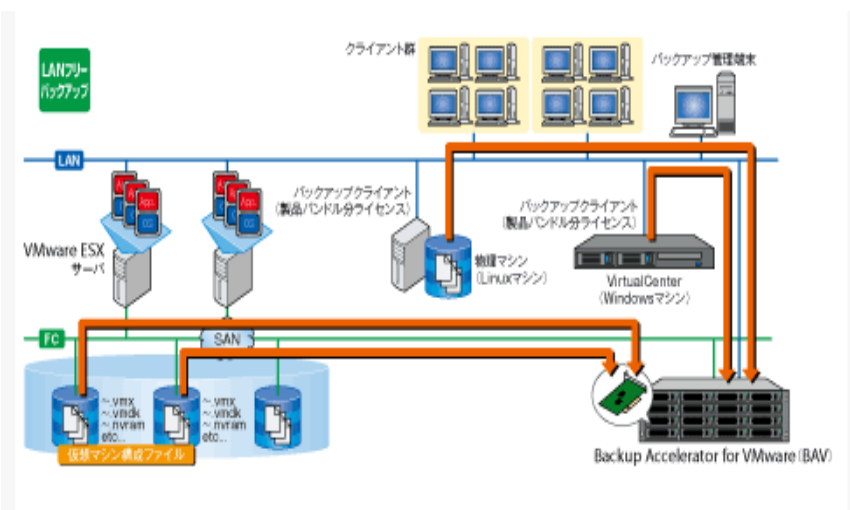 LANフリー
バックアップ
クライアント群
バックアップ管理端末
LAN
App.
OS
バックアップクライアント
(製品バンドル分ライセンス)
バックアップクライアント
(製品バンドル分ライセンス)
VMware ESX
サーバ
物理マシン
(Linuxマシン)
VirtualCenter
(Windowsマシン)
FC
SAN
~.vmx
~.vmdk
~.nvram
etc...
~.vmx
~.vmdk
~.nvram
etc...
仮想マシン構成ファイル
Backup Accelerator for VMware (BAV)